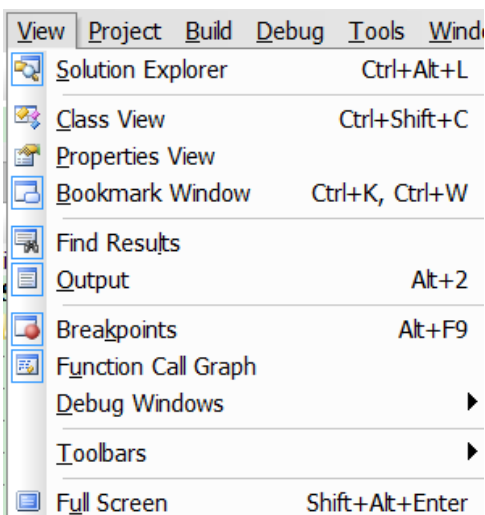 View Project Build Debug Tools
Solution Explorer Ctrl+Alt+L
Class View Ctrl+Shift+C
Properties View
Bookmark Window Ctrl+K, Ctrl+W
Find Results
Output Alt+2
Breakpoints Alt+F9
Function Call Graph
Debug Windows
Toolbars
Full Screen Shift+Alt+Enter